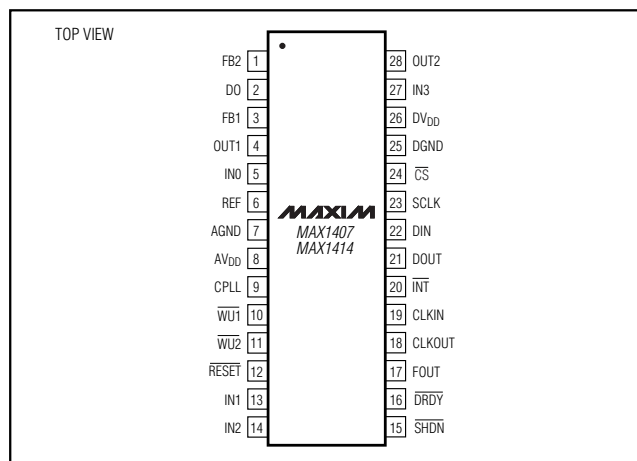 TOP VIEW
FB2 1
DO 2
FB1 3
OUT1 4
IN0 5
REF 6
AGND 7
AVDD 8
CPLL 9
WU1 10
WU2 11
RESET 12
IN1 13
IN2 14
MAXIM
MAX1407
MAX1414
28 OUT2
27 IN3
26 DVDD
25 DGND
24 CS
23 SCLK
22 DIN
21 DOUT
20 INT
19 CLKIN
18 CLKOUT
17 FOUT
16 DRDY
15 SHDN